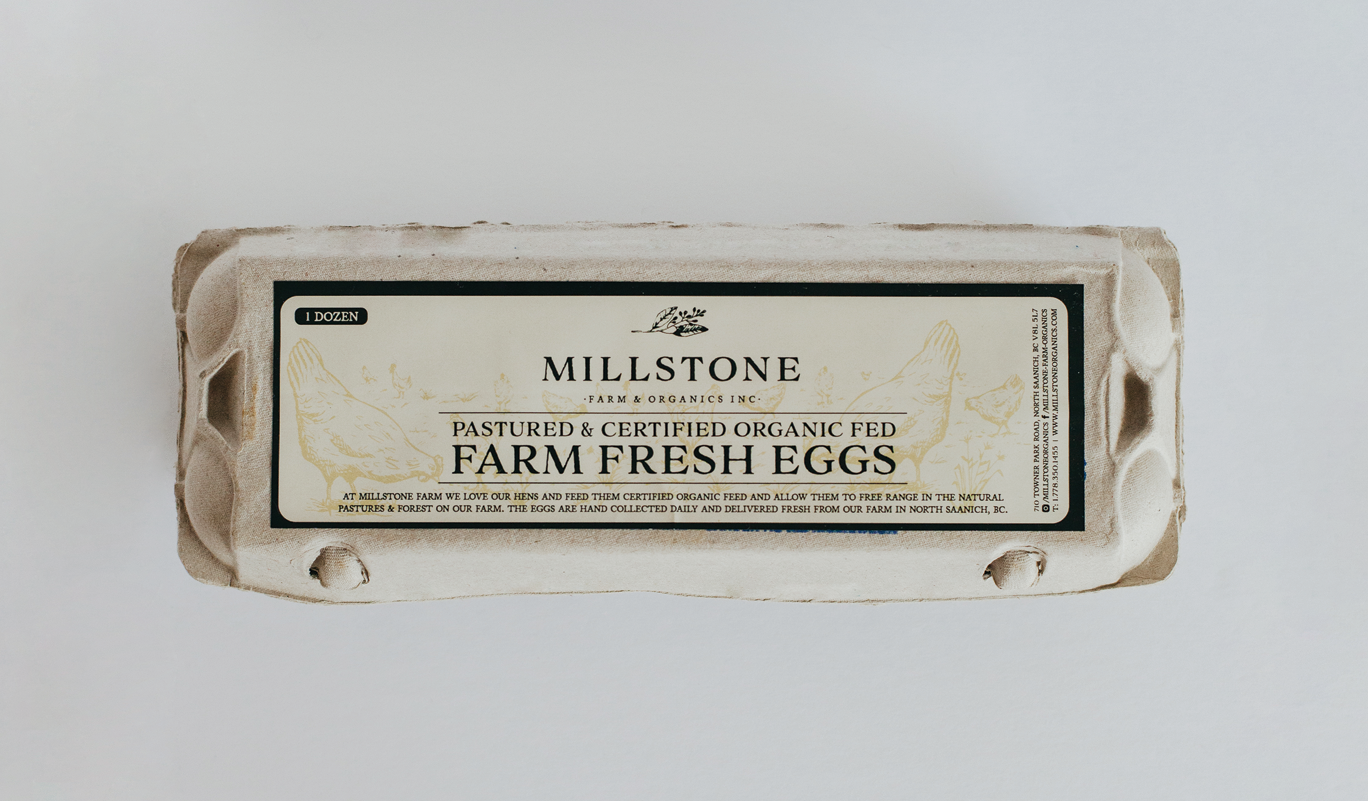 1 DOZEN
MILLSTONE
·FARM & ORGANICS INC·
PASTURED & CERTIFIED ORGANIC FED
FARM FRESH EGGS
AT MILLSTONE FARM WE LOVE OUR HENS AND FEED THEM CERTIFIED ORGANIC FEED AND ALLOW THEM TO FREE RANGE IN THE NATURAL
PASTURES & FOREST ON OUR FARM. THE EGGS ARE HAND COLLECTED DAILY AND DELIVERED FRESH FROM OUR FARM IN NORTH SAANICH, BC.
710 TOWNER PARK ROAD, NORTH SAANICH, BC V8L 5L7
/MILLSTONEORGANICS f /MILLSTONE-FARM-ORGANICS
T: 1.778.350.1455 | WWW.MILLSTONEORGANICS.COM